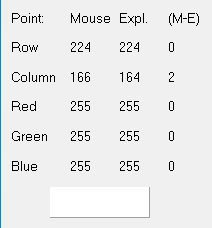 Point: Mouse Expl. (M-E)
Row 224 224 0
Column 166 164 2
Red 255 255 0
Green 255 255 0
Blue 255 255 0